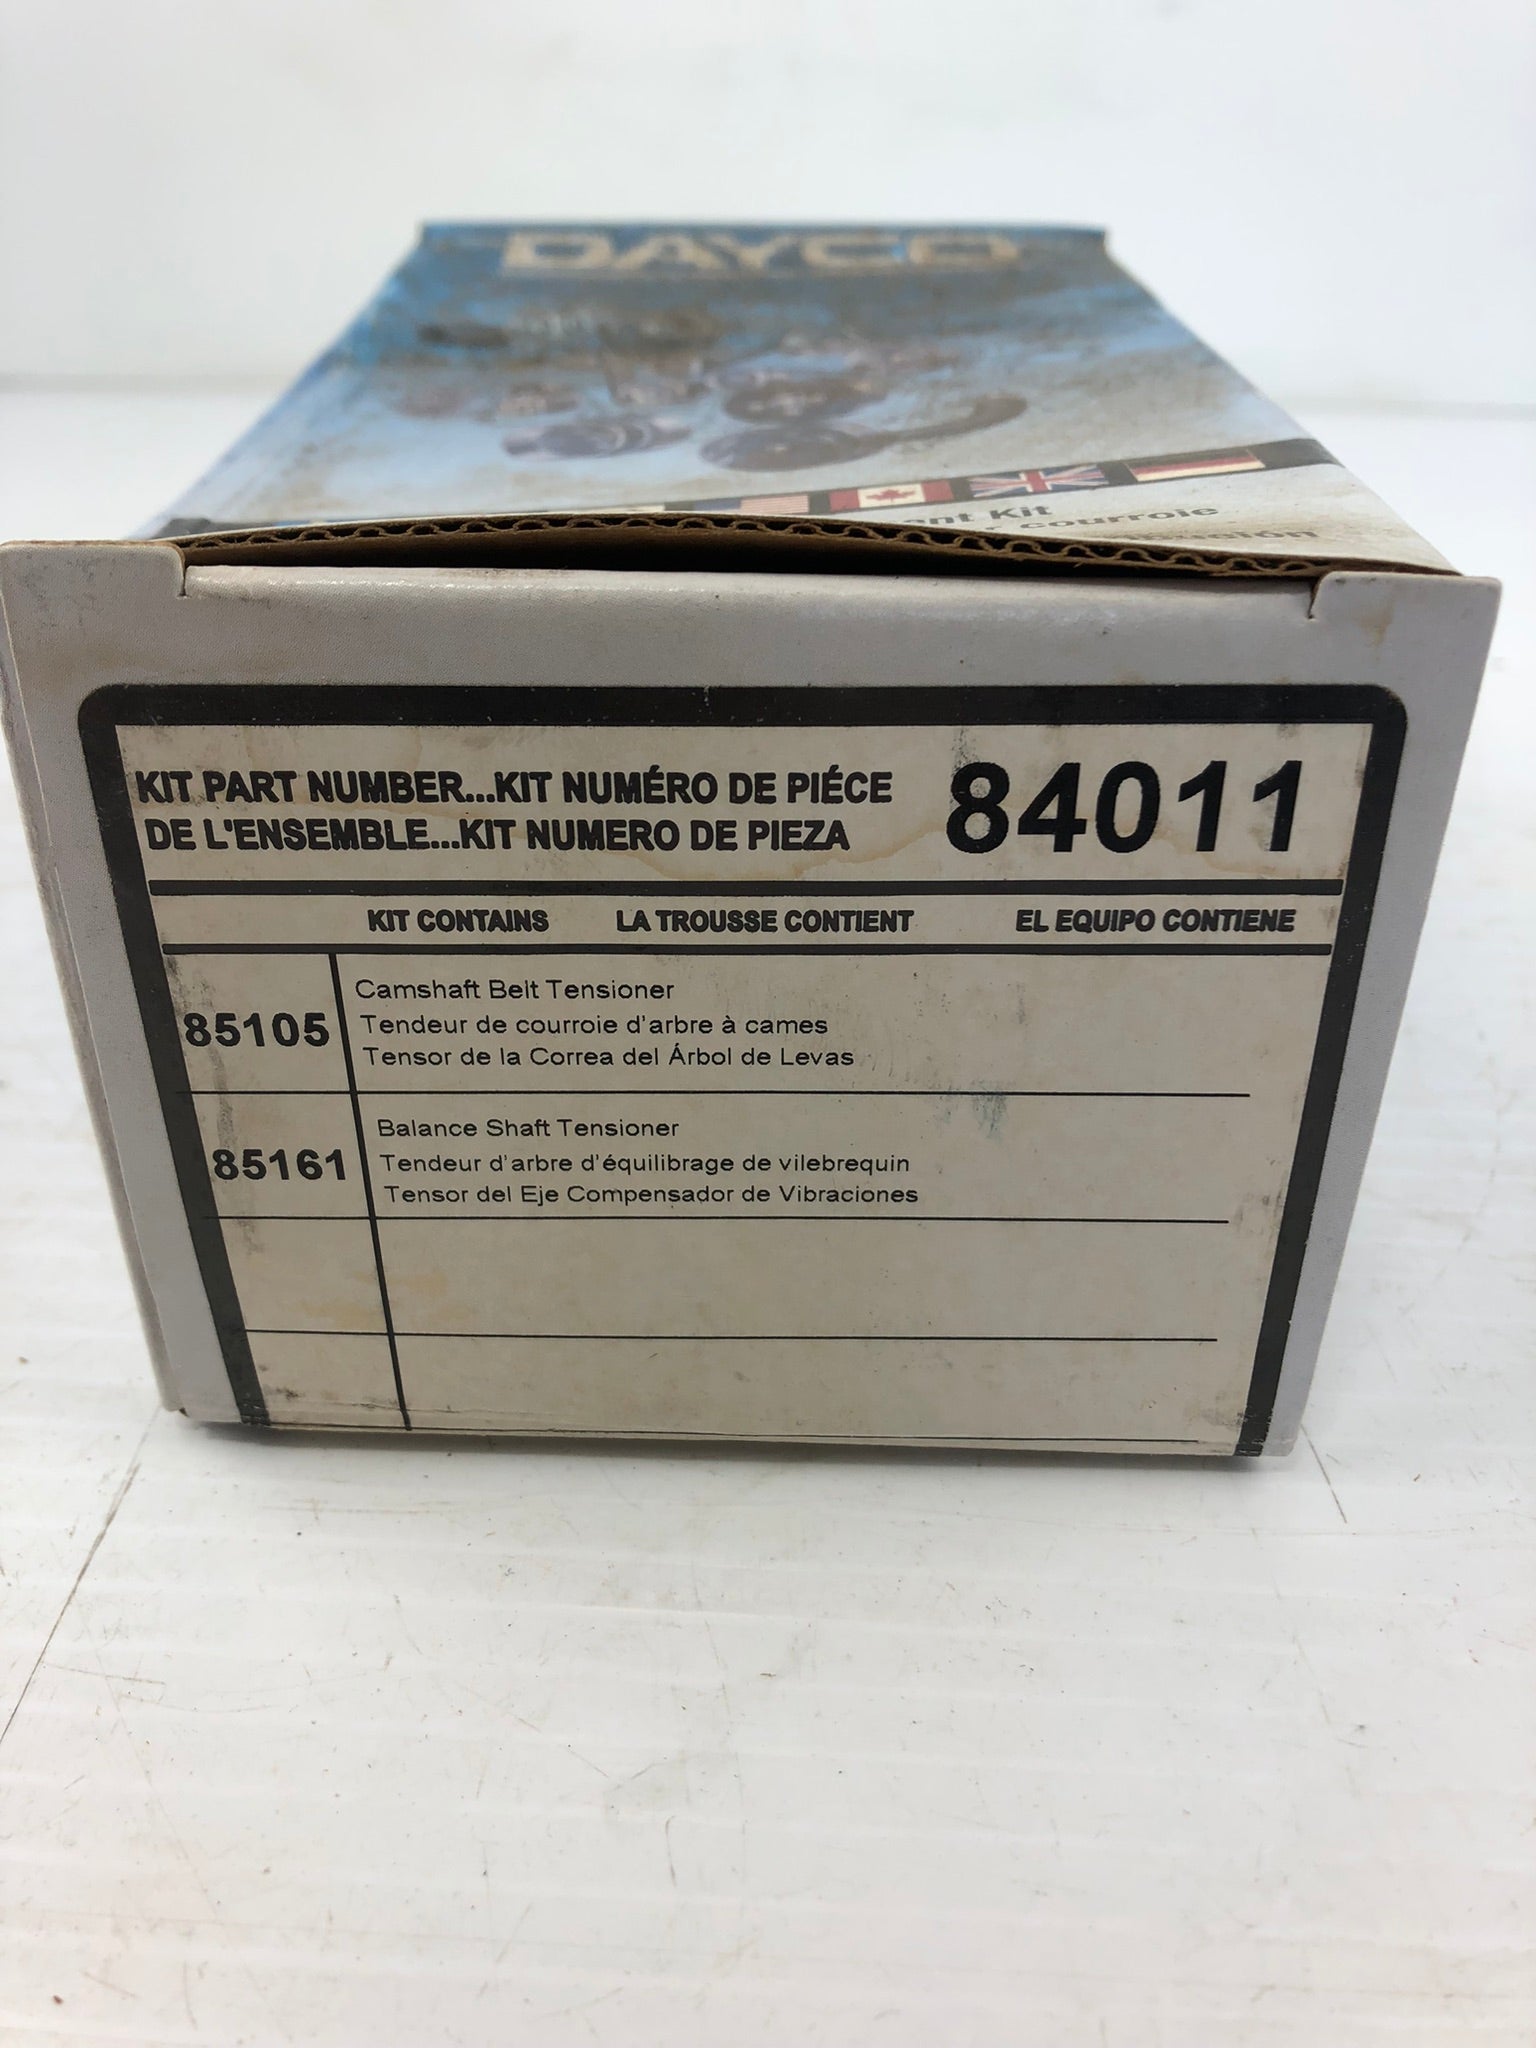 DAYCO
Kit
courroie
KIT PART NUMBER...KIT NUMÉRO DE PIÉCE
DE L'ENSEMBLE...KIT NUMERO DE PIEZA
84011
KIT CONTAINS LA TROUSSE CONTIENT EL EQUIPO CONTIENE
85105
Camshaft Belt Tensioner
Tendeur de courroie d'arbre à cames
Tensor de la Correa del Árbol de Levas
85161
Balance Shaft Tensioner
Tendeur d'arbre d'équilibrage de vilebrequin
Tensor del Eje Compensador de Vibraciones